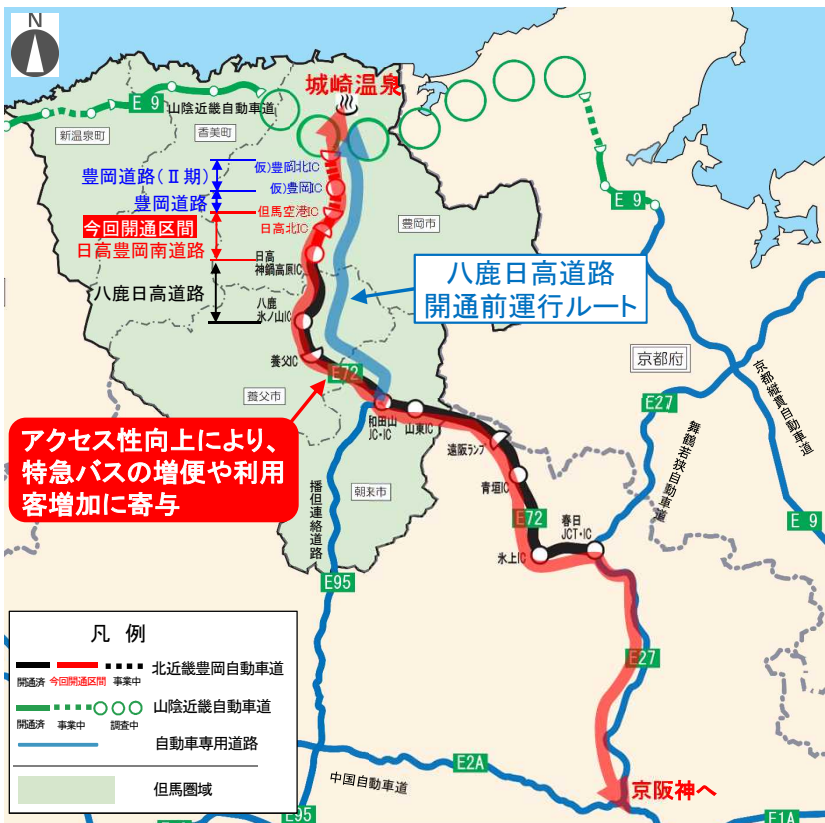 N
城崎温泉
E 9
山陰近畿自動車道
新温泉町
香美町
仮)豊岡北IC
豊岡道路(Ⅱ期)
仮)豊岡IC
豊岡道路
但馬空港IC
今回開通区間
日高北IC
豊岡市
E 9
日高豊岡南道路
日高
神鍋高原IC
八鹿日高道路
開通前運行ルート
八鹿日高道路
八鹿
氷ノ山IC
養父IC
E72
京都府
養父市
京都縦貫自動車道
E27
和田山
JC・IC
山東IC
舞鶴若狭自動車道
アクセス性向上により、
特急バスの増便や利用
客増加に寄与
遠阪ランプ
青垣IC
朝来市
播但連絡道路
E72
春日
JCT・IC
E 9
氷上IC
E95
凡 例
北近畿豊岡自動車道
開通済
今回開通区間
事業中
E27
山陰近畿自動車道
開通済
事業中
調査中
自動車専用道路
E2A
中国自動車道
京阪神へ
但馬圏域
E95
E1A